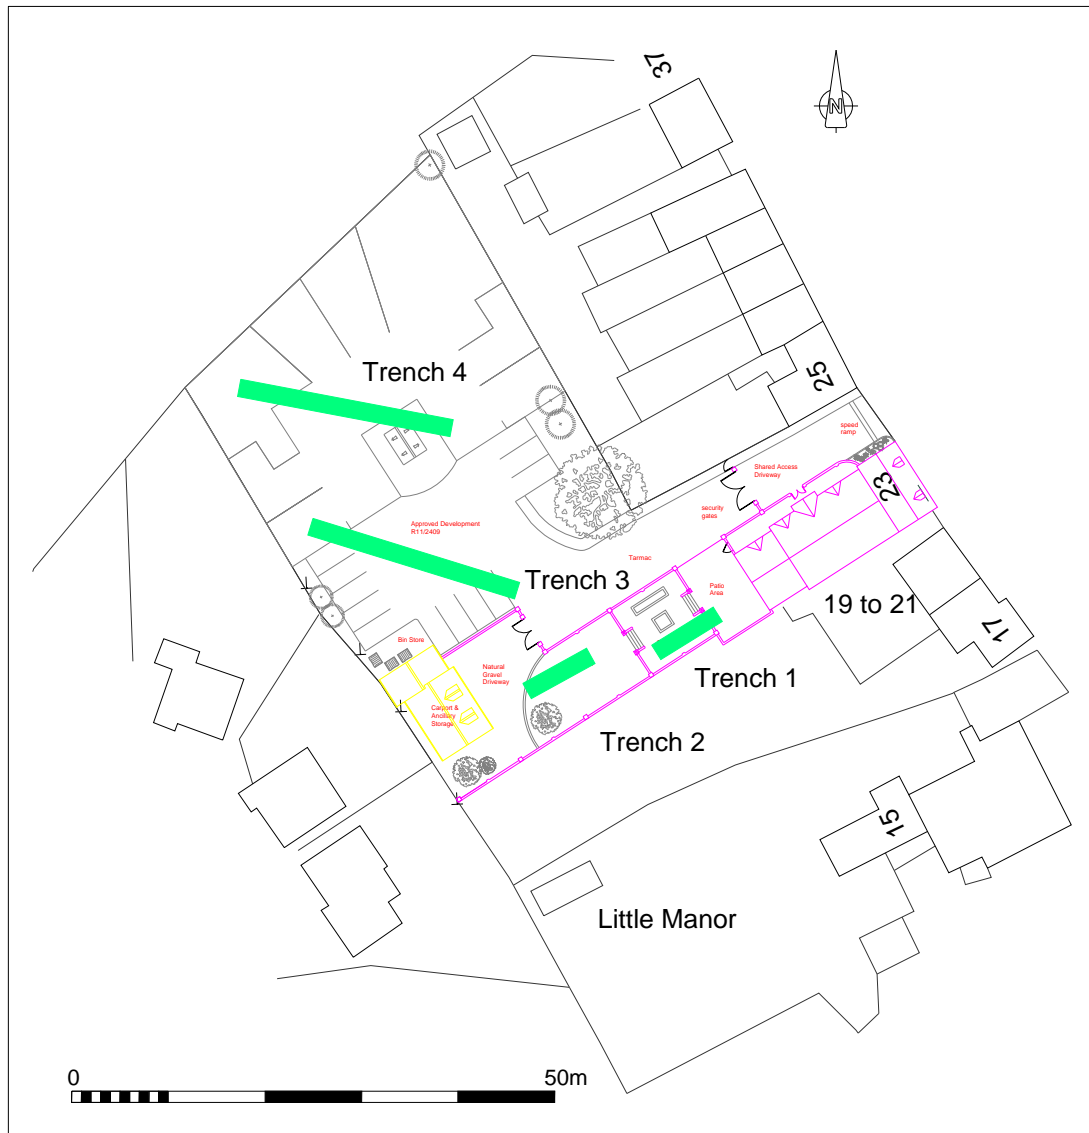 37
N
Trench 4
25
speed
ramp
Shared Access
Driveway
23
security
gates
Approved Development
R11/2409
Tarmac
Trench 3
Patio
Area
19 to 21
17
Bin Store
Natural
Gravel
Driveway
Trench 1
Carport &
Ancillary
Storage
Trench 2
15
Little Manor
0
50m